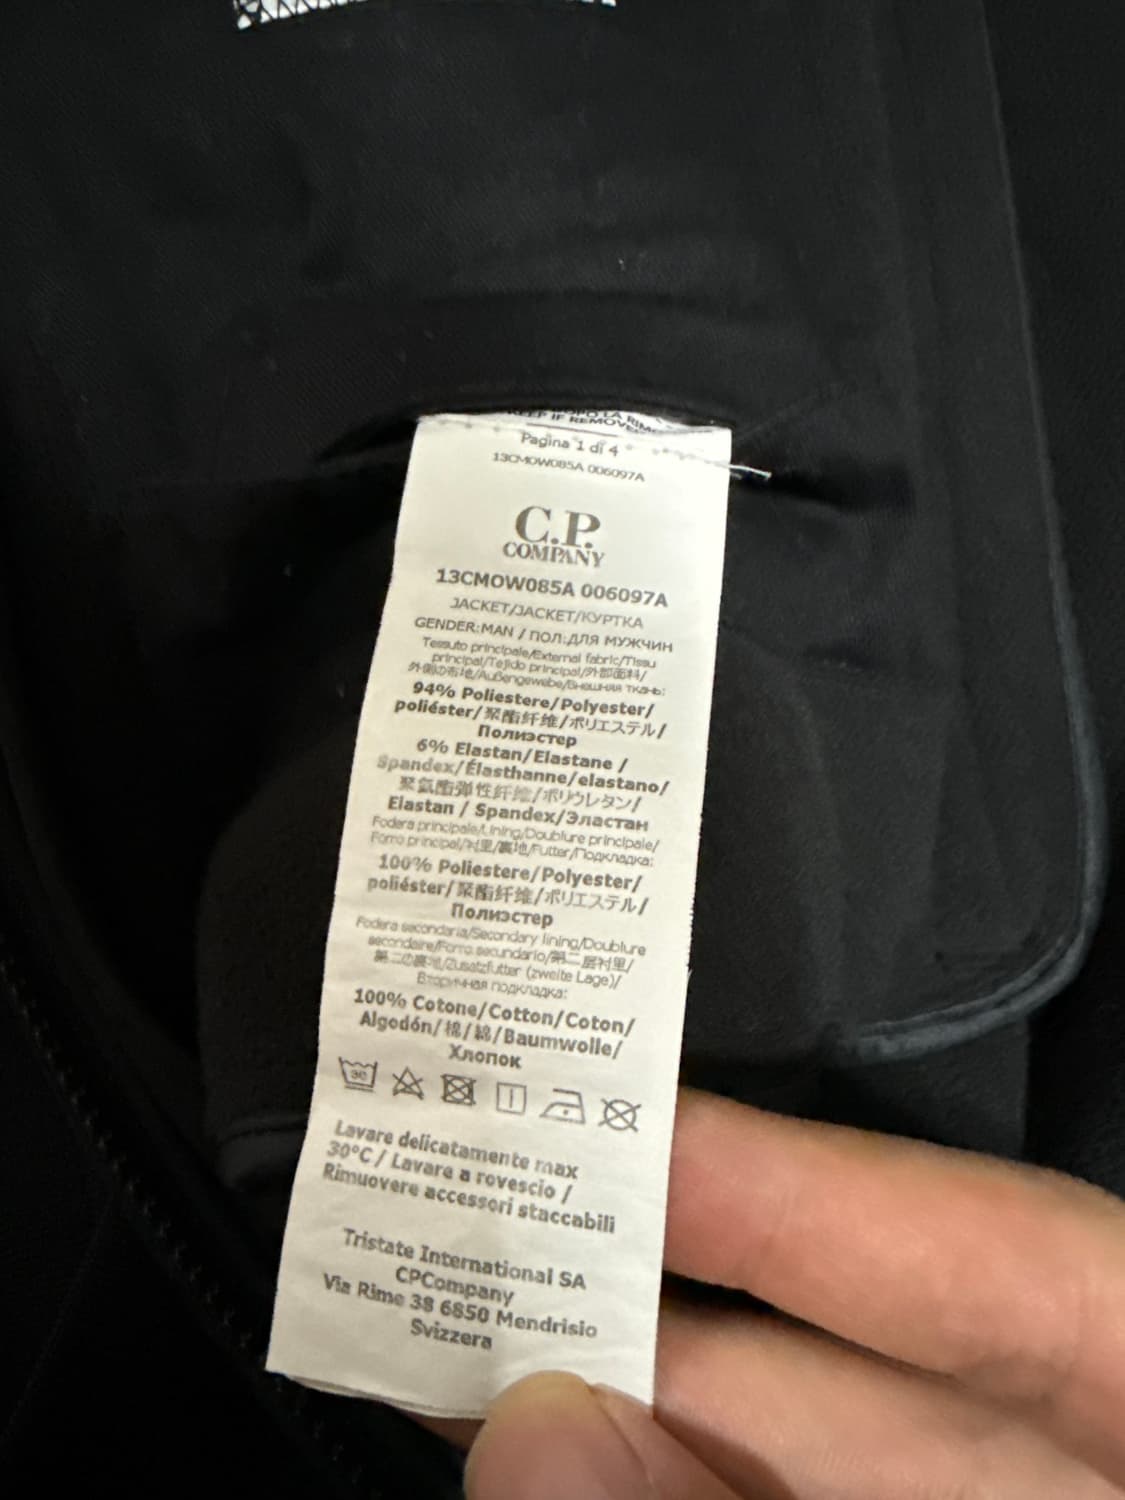 KEEP IF REMOVE
Pagina 1 di 4
13CMOW085A 006097A
C.P.
COMPANY
13CMOW085A 006097A
JACKET/JACKET/КУРТКА
GENDER:MAN / ПОЛ:ДЛЯ МУЖЧИН
Tessuto principale/External fabric/Tissu
principal/Tejido principal/外部面料/
外側の布地/Außengewebe/Внешняя ткань:
94% Poliestere/Polyester/
poliéster/聚酯纤维/ポリエステル/
Полиэстер
6% Elastan/Elastane /
Spandex/Élasthanne/elastano/
聚氨酯弹性纤维/ポリウレタン/
Elastan / Spandex/Эластан
Fodera principale/Lining/Doublure principale/
Forro principal/衬里/裏地/Futter/Подкладка:
100% Poliestere/Polyester/
poliéster/聚酯纤维/ポリエステル/
Полиэстер
Fodera secondaria/Secondary lining/Doublure
secondaire/Forro secundario/第二层衬里/
第二の裏地/Zusatzfutter (zweite Lage)/
Вторичная подкладка:
100% Cotone/Cotton/Coton/
Algodón/棉/綿/Baumwolle/
Хлопок
30
Lavare delicatamente max
30°C / Lavare a rovescio /
Rimuovere accessori staccabili
Tristate International SA
CPCompany
Via Rime 38 6850 Mendrisio
Svizzera